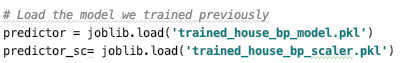 # Load the model we trained previously
predictor = joblib.load('trained_house_bp_model.pkl')
predictor_sc= joblib.load('trained_house_bp_scaler.pkl')